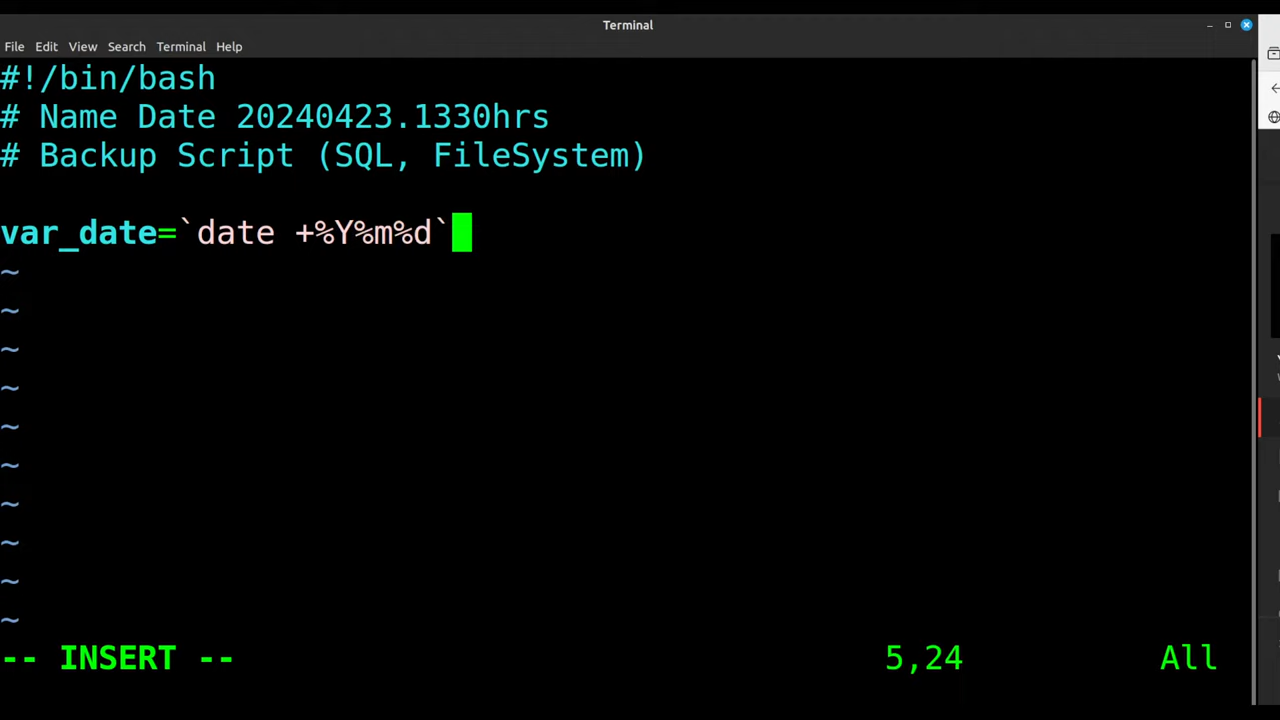 Terminal
File Edit View Search Terminal Help
#!/bin/bash
# Name Date 20240423.1330hrs
# Backup Script (SQL, FileSystem)
var_date=`date +%Y%m%d`
~
~
~
~
~
~
~
~
~
~
-- INSERT -- 5,24 All